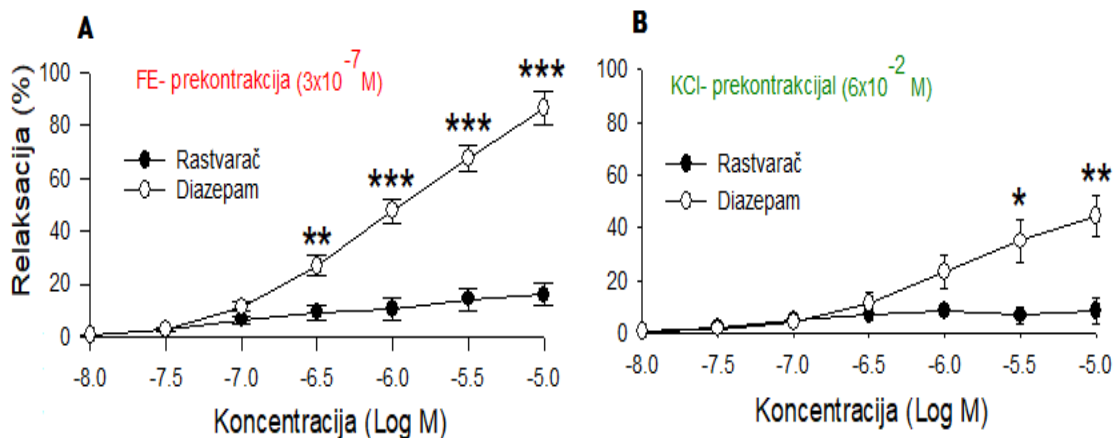 A
FE- prekontrakcija (3x10⁻⁷ M)
Relaksacija (%)
100
80
60
40
20
0
Rastvarač
Diazepam
**
***
***
***
-8.0 -7.5 -7.0 -6.5 -6.0 -5.5 -5.0
Koncentracija (Log M)
B
KCl- prekontrakcijal (6x10⁻² M)
100
80
60
40
20
0
Rastvarač
Diazepam
*
**
-8.0 -7.5 -7.0 -6.5 -6.0 -5.5 -5.0
Koncentracija (Log M)